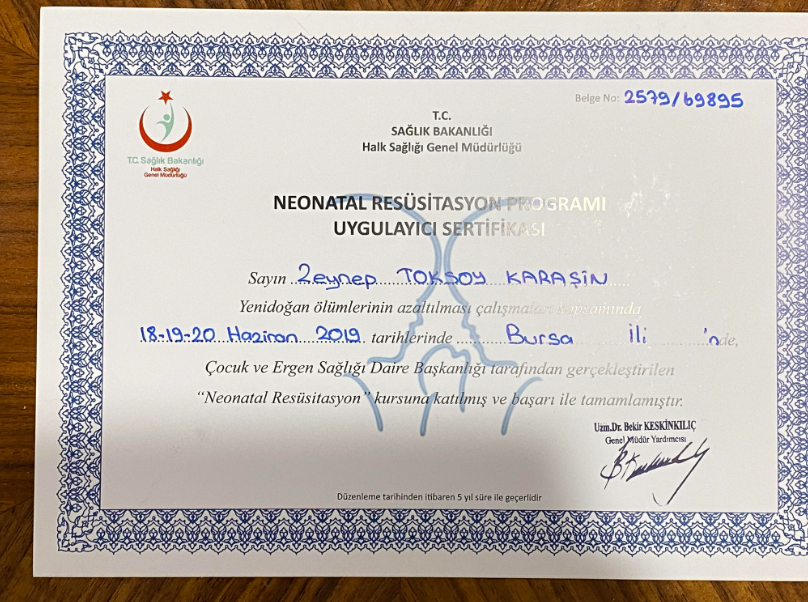 Belge No: 2579/69895
T.C.
SAĞLIK BAKANLIĞI
Halk Sağlığı Genel Müdürlüğü
T.C. Sağlık Bakanlığı
Halk Sağlığı
Genel Müdürlüğü
NEONATAL RESÜSİTASYON PROGRAMI
UYGULAYICI SERTİFİKASI
Sayın Zeynep TOKSOY KARAŞİN
Yenidoğan ölümlerinin azaltılması çalışmaları kapsamında
18-19-20 Haziran 2019 tarihlerinde Bursa İli 'nde,
Çocuk ve Ergen Sağlığı Daire Başkanlığı tarafından gerçekleştirilen
"Neonatal Resüsitasyon" kursuna katılmış ve başarı ile tamamlamıştır.
Uzm.Dr. Bekir KESKİNKILIÇ
Genel Müdür Yardımcısı
Düzenleme tarihinden itibaren 5 yıl süre ile geçerlidir